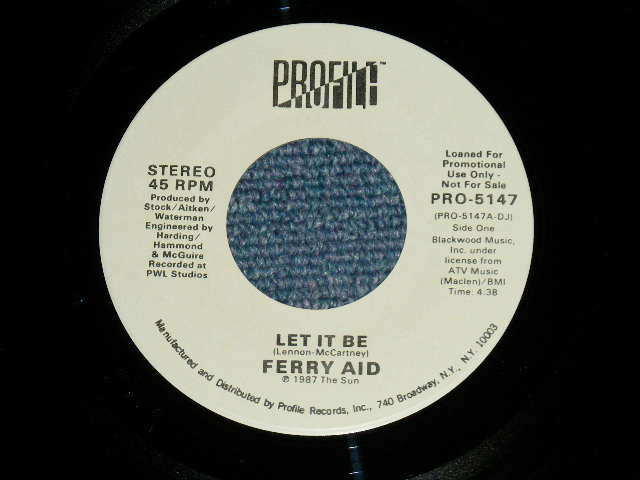 PROFILE™
STEREO
45 RPM
Produced by
Stock/Aitken/
Waterman
Engineered by
Harding/
Hammond
& McGuire
Recorded at
PWL Studios
Loaned For
Promotional
Use Only -
Not For Sale
PRO-5147
(PRO-5147A-DJ)
Side One
Blackwood Music,
Inc. under
license from
ATV Music
(Maclen)/BMI
Time: 4:38
LET IT BE
(Lennon-McCartney)
FERRY AID
℗ 1987 The Sun
Manufactured and Distributed by Profile Records, Inc., 740 Broadway, N.Y., N.Y. 10003